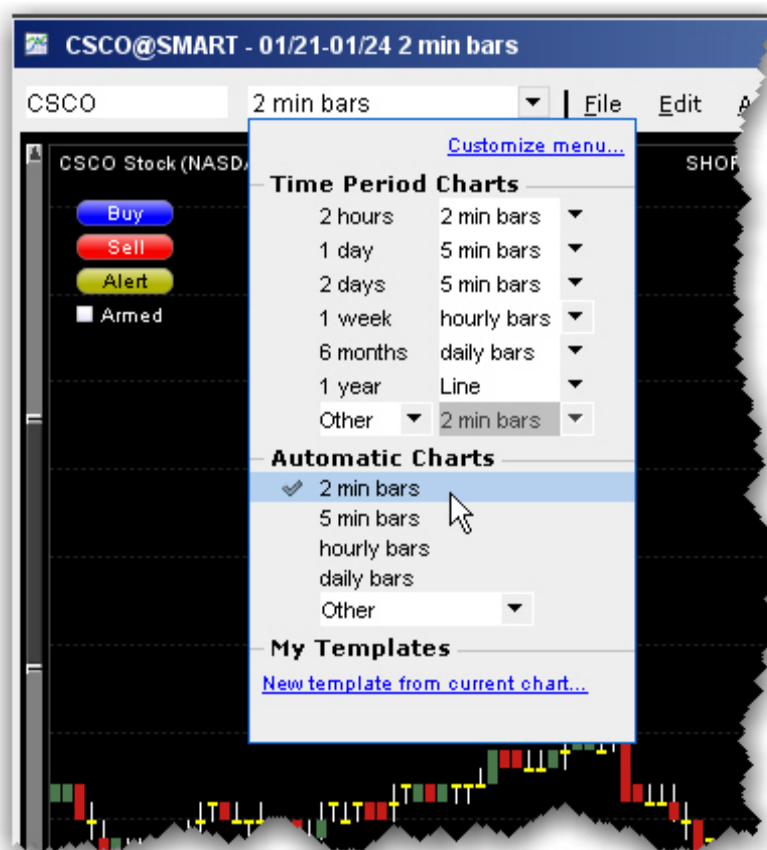 CSCO@SMART - 01/21-01/24 2 min bars
CSCO 2 min bars File Edit
Customize menu...
CSCO Stock
Time Period Charts
Buy
2 hours 2 min bars
Sell
1 day 5 min bars
Alert
2 days 5 min bars
Armed
1 week hourly bars
6 months daily bars
1 year Line
Other 2 min bars
Automatic Charts
2 min bars
5 min bars
hourly bars
daily bars
Other
My Templates
New template from current chart...